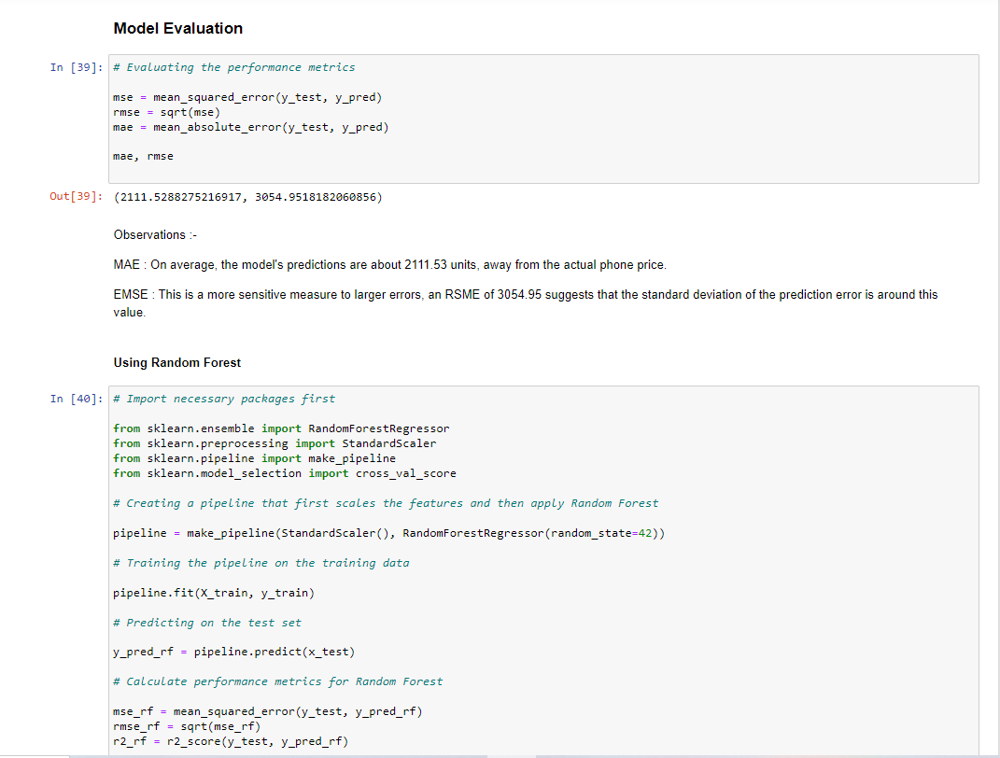 Model Evaluation
In [39]: # Evaluating the performance metrics
mse = mean_squared_error(y_test, y_pred)
rmse = sqrt(mse)
mae = mean_absolute_error(y_test, y_pred)
mae, rmse
Out[39]: (2111.5288275216917, 3054.9518182060856)
Observations :-
MAE : On average, the model's predictions are about 2111.53 units, away from the actual phone price.
EMSE : This is a more sensitive measure to larger errors, an RSME of 3054.95 suggests that the standard deviation of the prediction error is around this
value.
Using Random Forest
In [40]: # Import necessary packages first
from sklearn.ensemble import RandomForestRegressor
from sklearn.preprocessing import StandardScaler
from sklearn.pipeline import make_pipeline
from sklearn.model_selection import cross_val_score
# Creating a pipeline that first scales the features and then apply Random Forest
pipeline = make_pipeline(StandardScaler(), RandomForestRegressor(random_state=42))
# Training the pipeline on the training data
pipeline.fit(X_train, y_train)
# Predicting on the test set
y_pred_rf = pipeline.predict(x_test)
# Calculate performance metrics for Random Forest
mse_rf = mean_squared_error(y_test, y_pred_rf)
rmse_rf = sqrt(mse_rf)
r2_rf = r2_score(y_test, y_pred_rf)